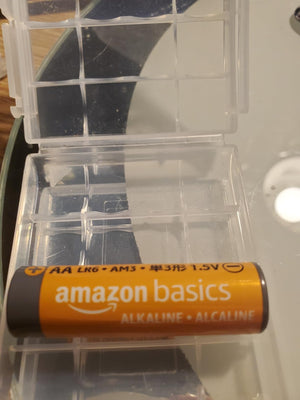 + AA LR6 • AM3 • 単3形 1.5V -
amazon basics
ALKALINE • ALCALINE